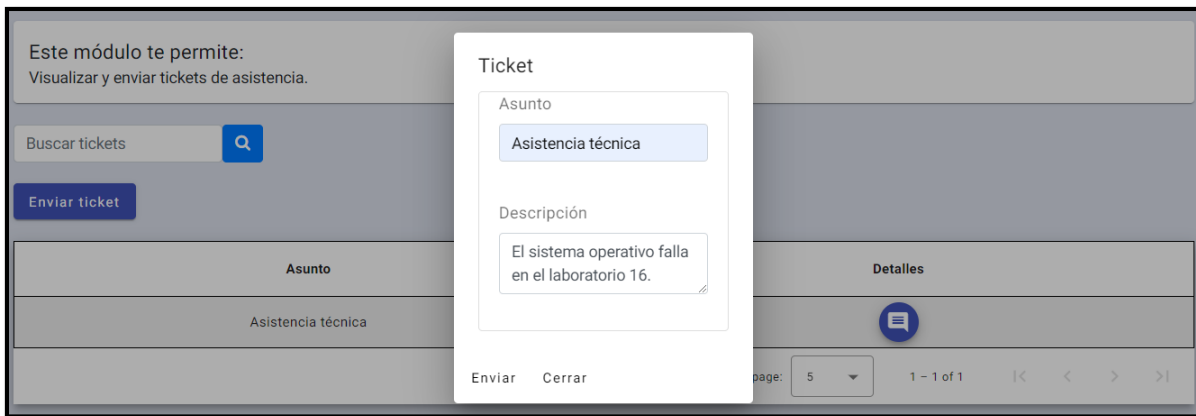 Este módulo te permite:
Visualizar y enviar tickets de asistencia.
Buscar tickets
Enviar ticket
Asunto
Detalles
Asistencia técnica
page:
5
1 – 1 of 1
Ticket
Asunto
Asistencia técnica
Descripción
El sistema operativo falla
en el laboratorio 16.
Enviar
Cerrar